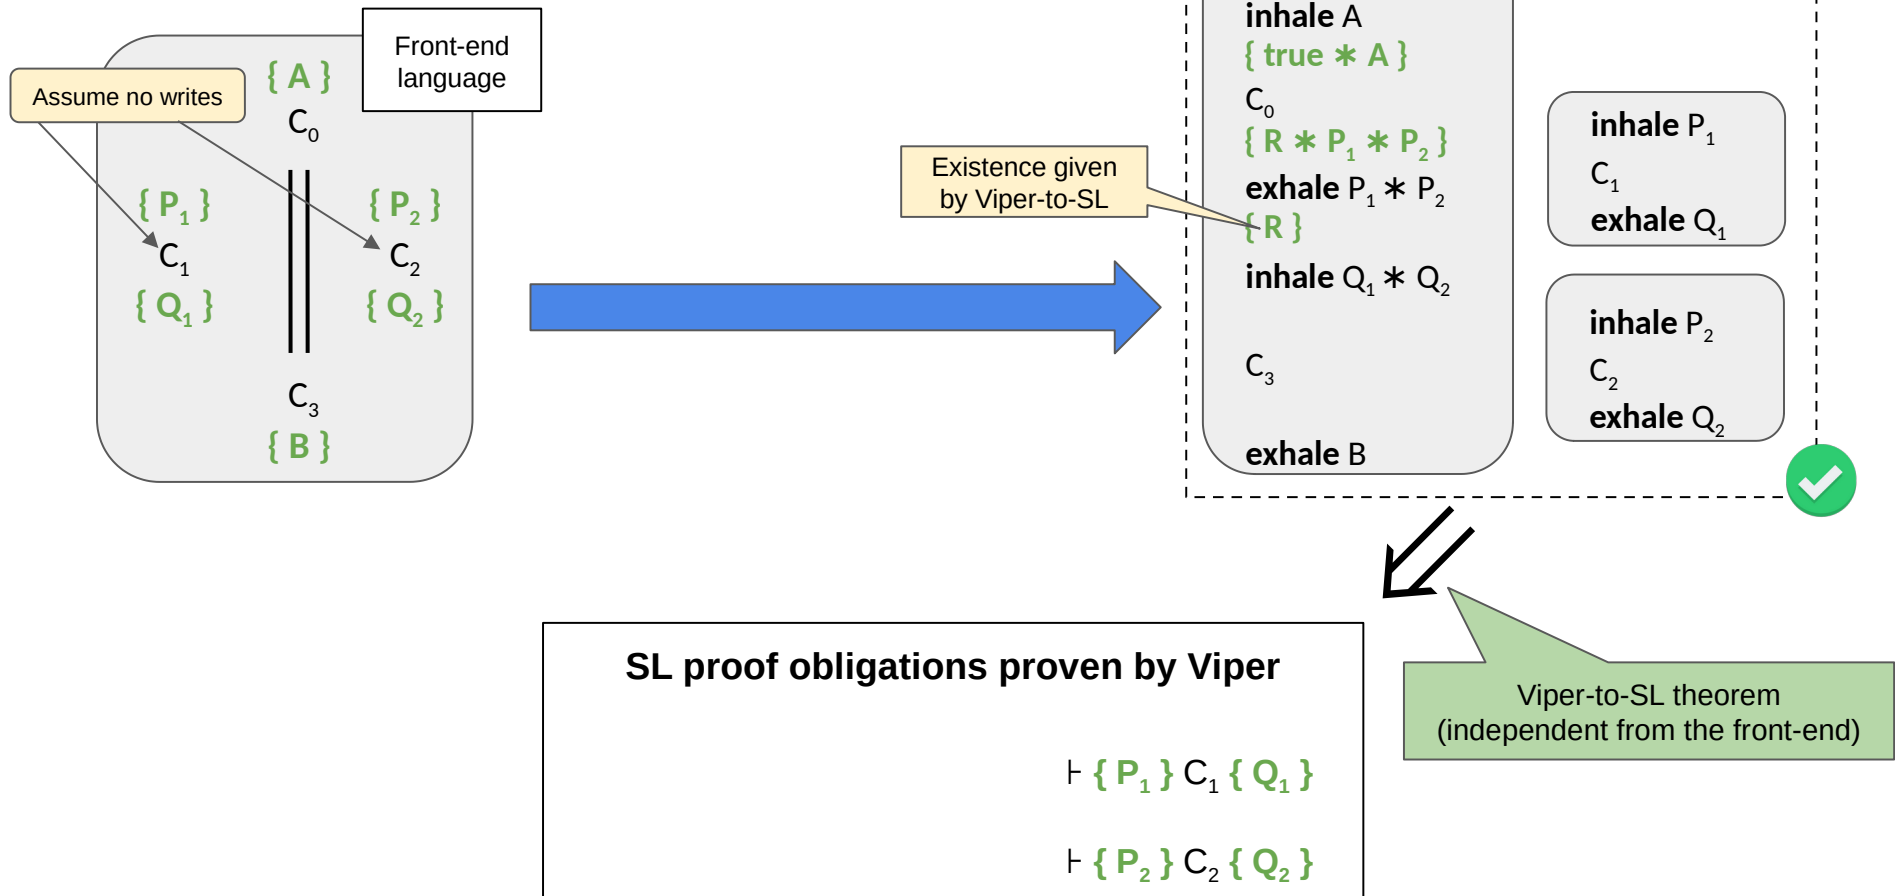 Front-end
language
Assume no writes
{ A }
C₀
{ P₁ }
{ P₂ }
C₁
C₂
{ Q₁ }
{ Q₂ }
C₃
{ B }
Existence given
by Viper-to-SL
inhale A
{ true ∗ A }
C₀
{ R ∗ P₁ ∗ P₂ }
exhale P₁ ∗ P₂
{ R }
inhale Q₁ ∗ Q₂
C₃
exhale B
inhale P₁
C₁
exhale Q₁
inhale P₂
C₂
exhale Q₂
Viper-to-SL theorem
(independent from the front-end)
SL proof obligations proven by Viper
⊦ { P₁ } C₁ { Q₁ }
⊦ { P₂ } C₂ { Q₂ }